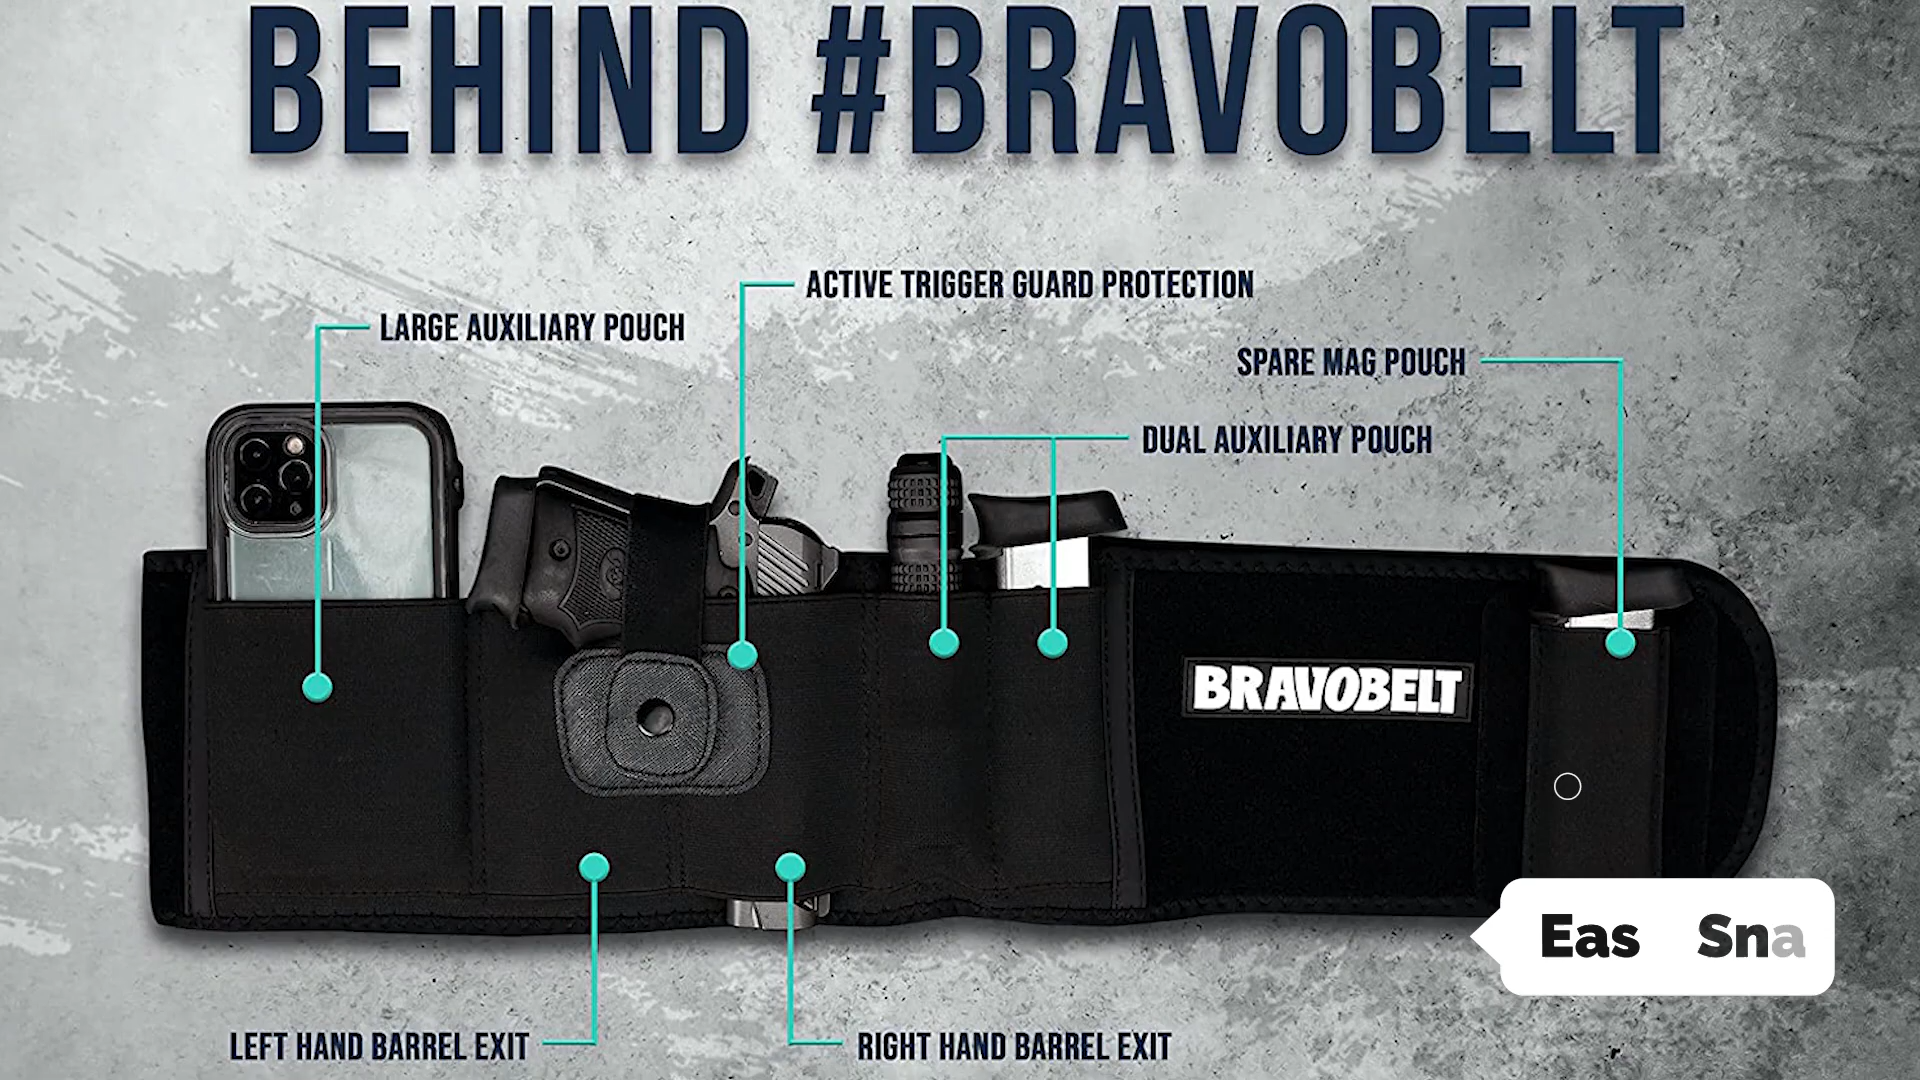 BEHIND #BRAVOBELT
ACTIVE TRIGGER GUARD PROTECTION
LARGE AUXILIARY POUCH
SPARE MAG POUCH
DUAL AUXILIARY POUCH
BRAVOBELT
Eas Sna
LEFT HAND BARREL EXIT
RIGHT HAND BARREL EXIT